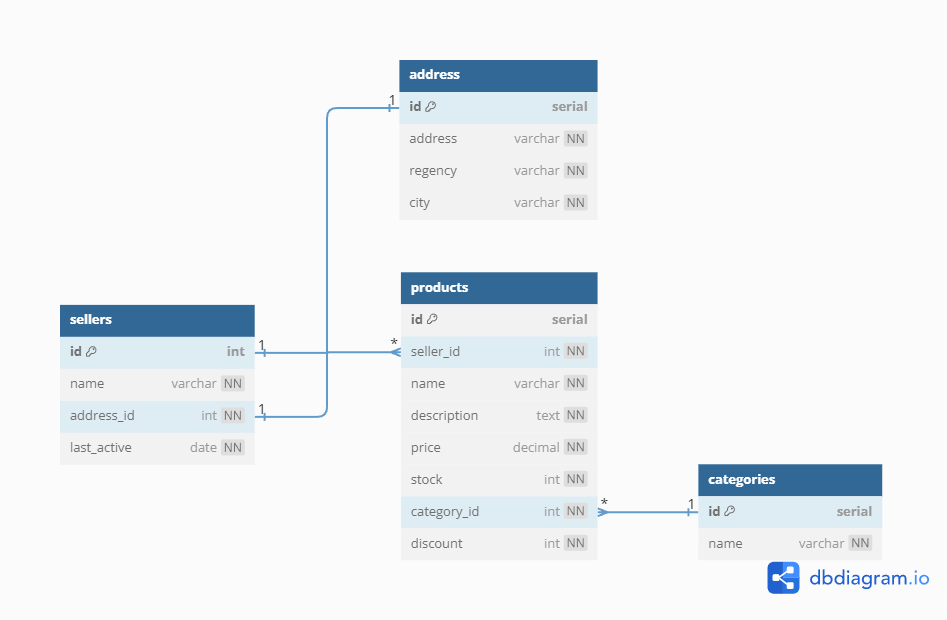 address
1
id serial
address varchar NN
regency varchar NN
city varchar NN
products
id serial
* seller_id int NN
name varchar NN
description text NN
price decimal NN
stock int NN
category_id int NN *
discount int NN
sellers
id int 1
name varchar NN
address_id int NN 1
last_active date NN
categories
1 id serial
name varchar NN
dbdiagram.io